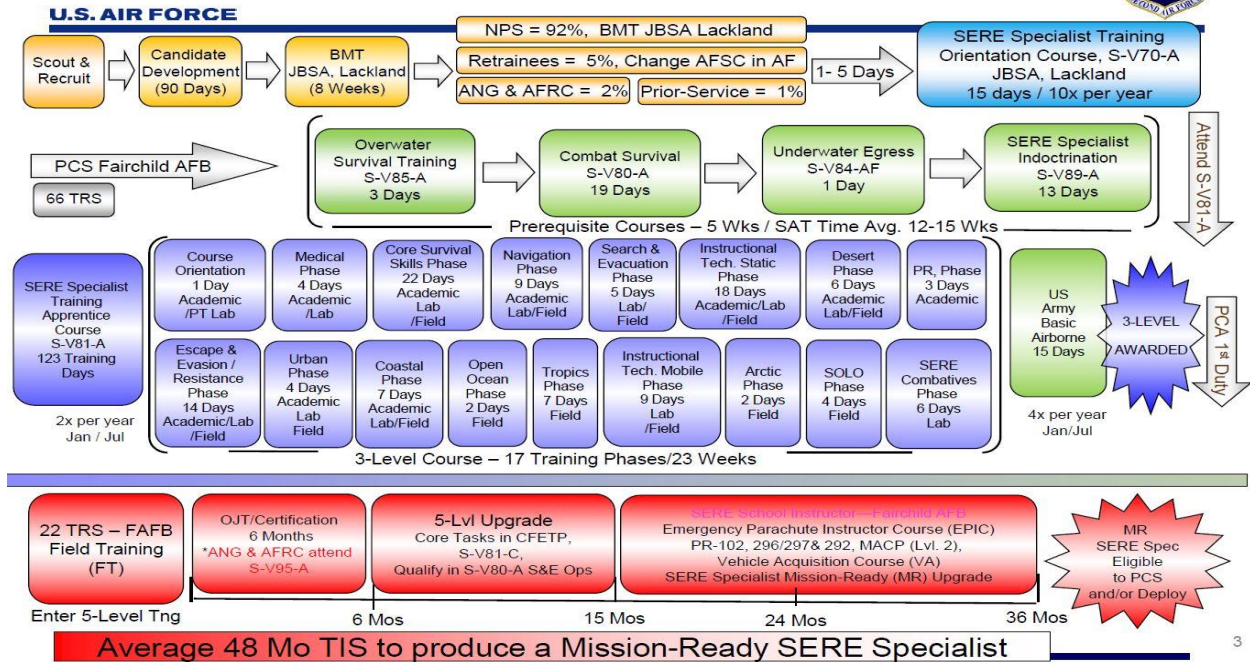 U.S. AIR FORCE
SECOND AIR FORCE
Scout &
Recruit
Candidate
Development
(90 Days)
BMT
JBSA, Lackland
(8 Weeks)
NPS = 92%, BMT JBSA Lackland
Retrainees = 5%, Change AFSC in AF
ANG & AFRC = 2%
Prior-Service = 1%
1- 5 Days
SERE Specialist Training
Orientation Course, S-V70-A
JBSA, Lackland
15 days / 10x per year
Attend S-V81-A
PCS Fairchild AFB
66 TRS
Overwater
Survival Training
S-V85-A
3 Days
Combat Survival
S-V80-A
19 Days
Underwater Egress
S-V84-AF
1 Day
SERE Specialist
Indoctrination
S-V89-A
13 Days
Prerequisite Courses – 5 Wks / SAT Time Avg. 12-15 Wks
SERE Specialist
Training
Apprentice
Course
S-V81-A
123 Training
Days
2x per year
Jan / Jul
Course
Orientation
1 Day
Academic
/PT Lab
Medical
Phase
4 Days
Academic
/Lab
Core Survival
Skills Phase
22 Days
Academic
Lab
/Field
Navigation
Phase
9 Days
Academic
Lab/Field
Search &
Evacuation
Phase
5 Days
Lab/
Field
Instructional
Tech. Static
Phase
18 Days
Academic/Lab
/Field
Desert
Phase
6 Days
Academic
Lab/Field
PR, Phase
3 Days
Academic
Escape &
Evasion /
Resistance
Phase
14 Days
Academic/Lab
/Field
Urban
Phase
4 Days
Academic
Lab
Field
Coastal
Phase
7 Days
Academic
Lab/Field
Open
Ocean
Phase
2 Days
Field
Tropics
Phase
7 Days
Field
Instructional
Tech. Mobile
Phase
9 Days
Lab
/Field
Arctic
Phase
2 Days
Field
SOLO
Phase
4 Days
Field
SERE
Combatives
Phase
6 Days
Lab
3-Level Course – 17 Training Phases/23 Weeks
US
Army
Basic
Airborne
15 Days
4x per year
Jan/Jul
3-LEVEL
AWARDED
PCA 1st Duty
22 TRS – FAFB
Field Training
(FT)
Enter 5-Level Tng
OJT/Certification
6 Months
*ANG & AFRC attend
S-V95-A
5-Lvl Upgrade
Core Tasks in CFETP,
S-V81-C,
Qualify in S-V80-A S&E Ops
SERE School Instructor—Fairchild AFB
Emergency Parachute Instructor Course (EPIC)
PR-102, 296/297& 292, MACP (Lvl. 2),
Vehicle Acquisition Course (VA)
SERE Specialist Mission-Ready (MR) Upgrade
MR
SERE Spec
Eligible
to PCS
and/or Deploy
6 Mos
15 Mos
24 Mos
36 Mos
Average 48 Mo TIS to produce a Mission-Ready SERE Specialist
3